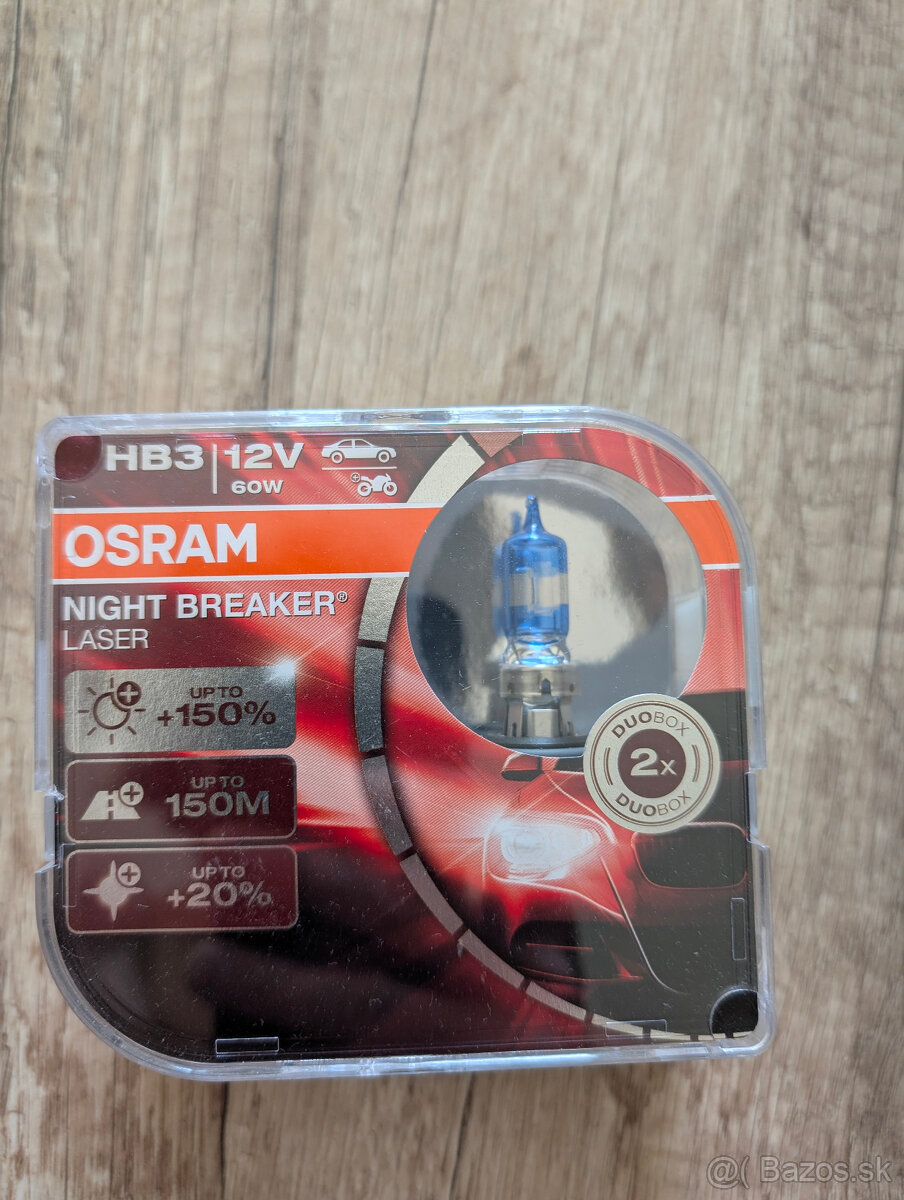 HB3 12V
60W
OSRAM
NIGHT BREAKER®
LASER
UP TO
+150%
UP TO
150M
UP TO
+20%
DUOBOX
2x
DUOBOX
@( Bazos.sk